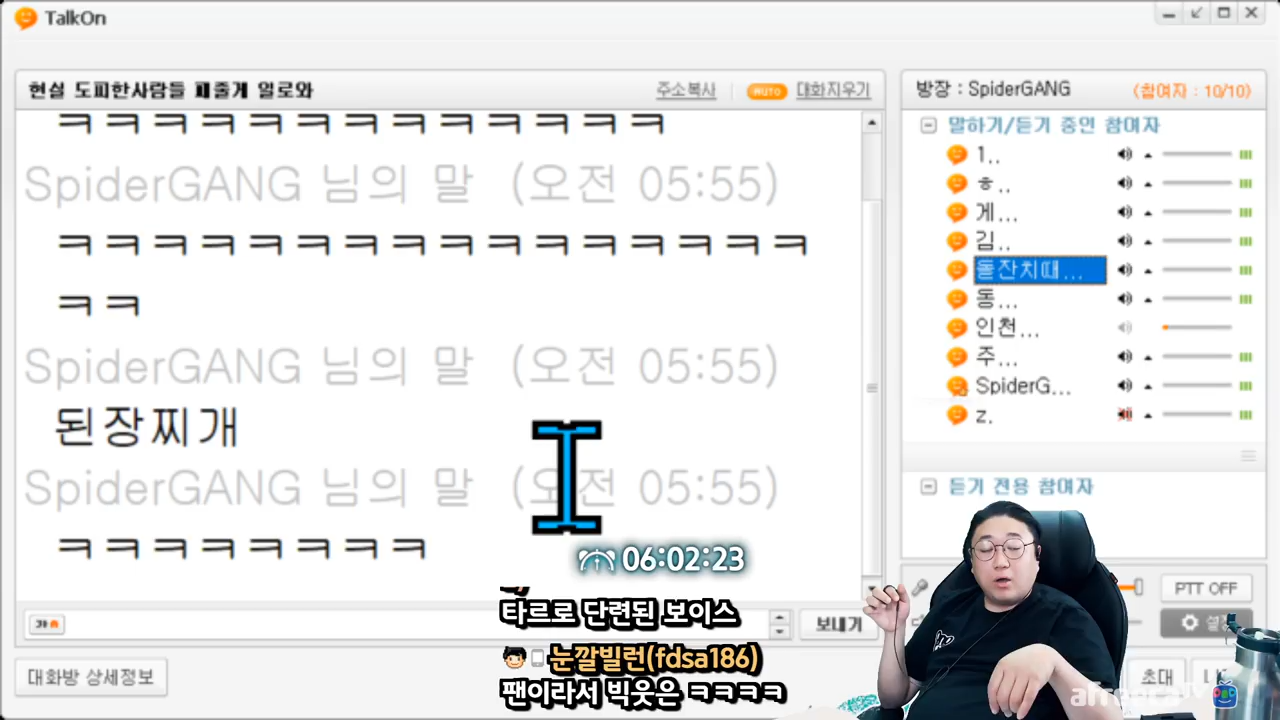 TalkOn
현실 도피한사람들 패줄게 일로와
주소복사
AUTO
대화지우기
ㅋㅋㅋㅋㅋㅋㅋㅋㅋㅋㅋㅋㅋ
SpiderGANG 님의 말 (오전 05:55)
ㅋㅋㅋㅋㅋㅋㅋㅋㅋㅋㅋㅋㅋㅋㅋㅋ
ㅋㅋ
SpiderGANG 님의 말 (오전 05:55)
된장찌개
SpiderGANG 님의 말 (오전 05:55)
ㅋㅋㅋㅋㅋㅋㅋㅋ
06:02:23
타르로 단련된 보이스
눈깔빌런(fdsa186)
팬이라서 빅웃은 ㅋㅋㅋㅋ
가
보내기
대화방 상세정보
방장 : SpiderGANG
(참여자 : 10/10)
말하기/듣기 중인 참여자
1..
ㅎ..
게...
김..
돌잔치때...
동...
인천...
주...
SpiderG...
z.
듣기 전용 참여자
PTT OFF
초대